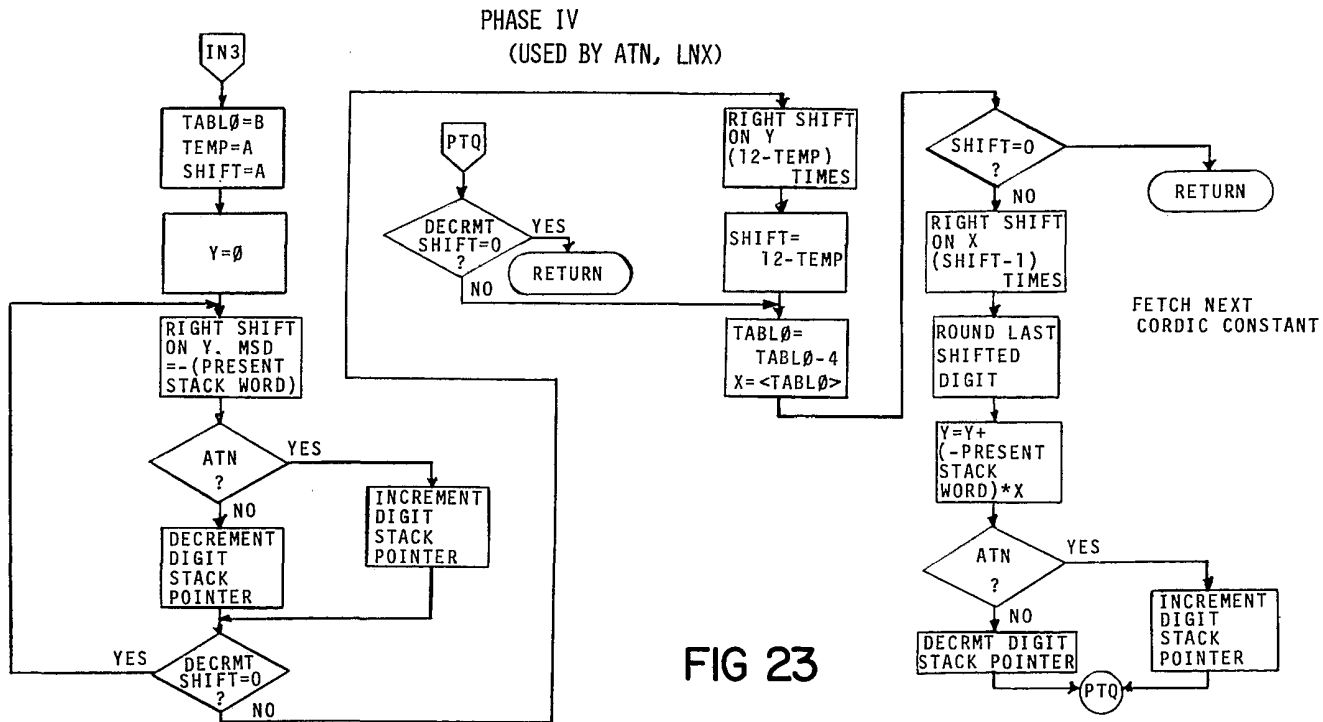 PHASE IV
(USED BY ATN, LNX)
IN3
TABLØ=B
TEMP=A
SHIFT=A
Y=Ø
RIGHT SHIFT
ON Y. MSD
=-(PRESENT
STACK WORD)
ATN
?
YES
NO
INCREMENT
DIGIT
STACK
POINTER
DECREMENT
DIGIT
STACK
POINTER
YES
DECRMT
SHIFT=0
?
NO
PTQ
DECRMT
SHIFT=0
?
YES
RETURN
NO
RIGHT SHIFT
ON Y
(12-TEMP)
TIMES
SHIFT=
12-TEMP
TABLØ=
TABLØ-4
X=<TABLØ>
SHIFT=0
?
RETURN
NO
RIGHT SHIFT
ON X
(SHIFT-1)
TIMES
FETCH NEXT
CORDIC CONSTANT
ROUND LAST
SHIFTED
DIGIT
Y=Y+
(-PRESENT
STACK
WORD)*X
ATN
?
YES
NO
INCREMENT
DIGIT
STACK
POINTER
DECRMT DIGIT
STACK POINTER
PTQ
FIG 23